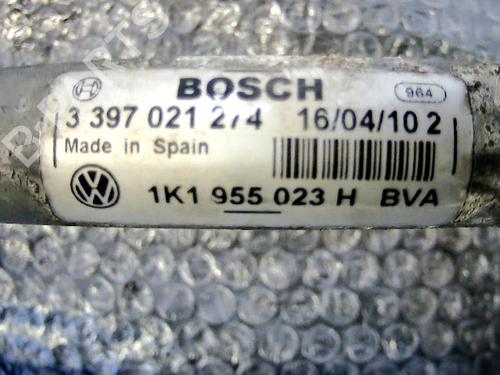 BOSCH 964
3 397 021 274 16/04/10 2
Made in Spain
1K1 955 023 H BVA